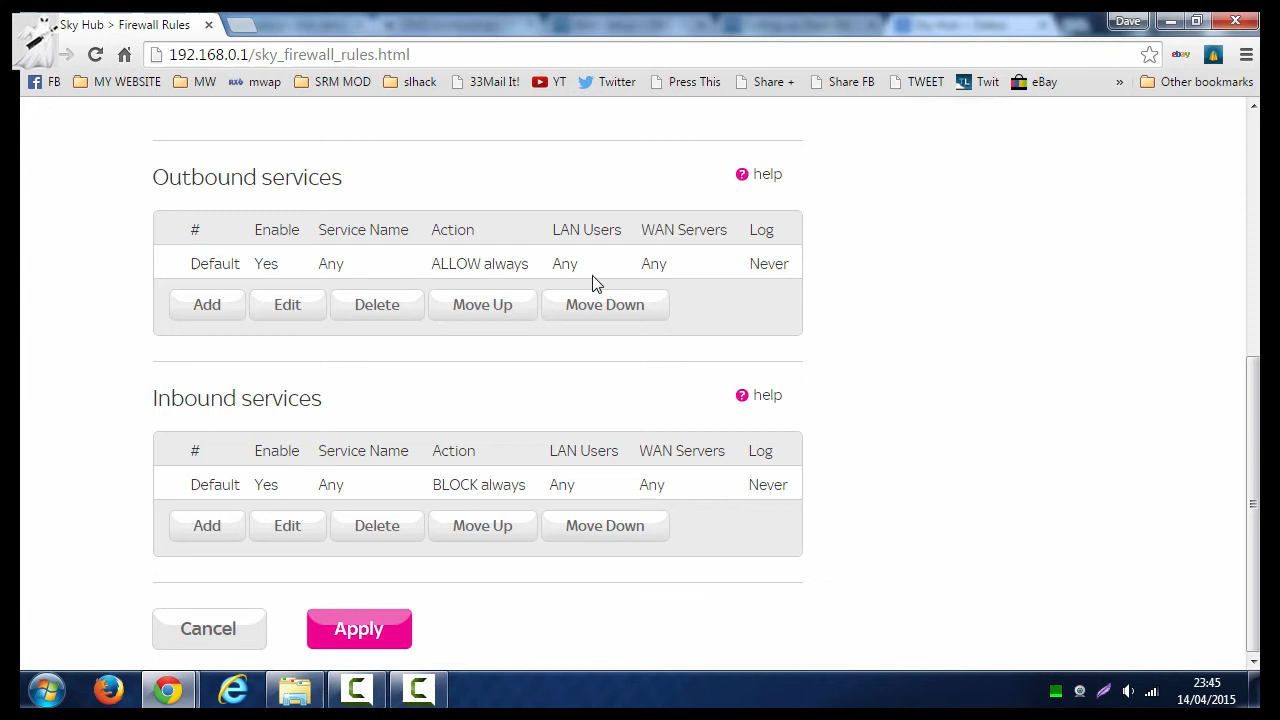 Sky Hub > Firewall Rules
Dave
192.168.0.1/sky_firewall_rules.html
FB MY WEBSITE MW mwap SRM MOD slhack 33Mail It! YT Twitter Press This Share + Share FB TWEET Twit eBay » Other bookmarks
Outbound services
? help
# Enable Service Name Action LAN Users WAN Servers Log
Default Yes Any ALLOW always Any Any Never
Add Edit Delete Move Up Move Down
Inbound services
? help
# Enable Service Name Action LAN Users WAN Servers Log
Default Yes Any BLOCK always Any Any Never
Add Edit Delete Move Up Move Down
Cancel Apply
23:45
14/04/2015